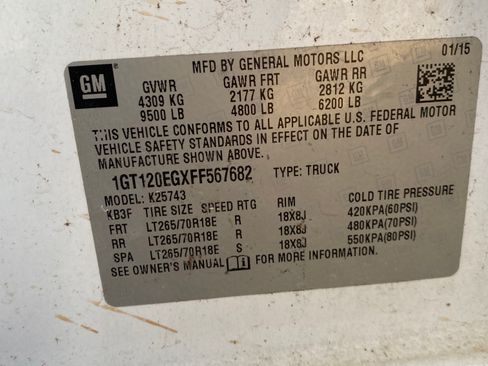 MFD BY GENERAL MOTORS LLC 01/15
GM
GVWR GAWR FRT GAWR RR
4309 KG 2177 KG 2812 KG
9500 LB 4800 LB 6200 LB
THIS VEHICLE CONFORMS TO ALL APPLICABLE U.S. FEDERAL MOTOR
VEHICLE SAFETY STANDARDS IN EFFECT ON THE DATE OF
MANUFACTURE SHOWN ABOVE.
1GT120EGXFF567682 TYPE: TRUCK
MODEL: K25743
KB3F TIRE SIZE SPEED RTG RIM COLD TIRE PRESSURE
FRT LT265/70R18E R 18X8J 420KPA(60PSI)
RR LT265/70R18E R 18X8J 480KPA(70PSI)
SPA LT265/70R18E S 18X8J 550KPA(80PSI)
SEE OWNER'S MANUAL FOR MORE INFORMATION.